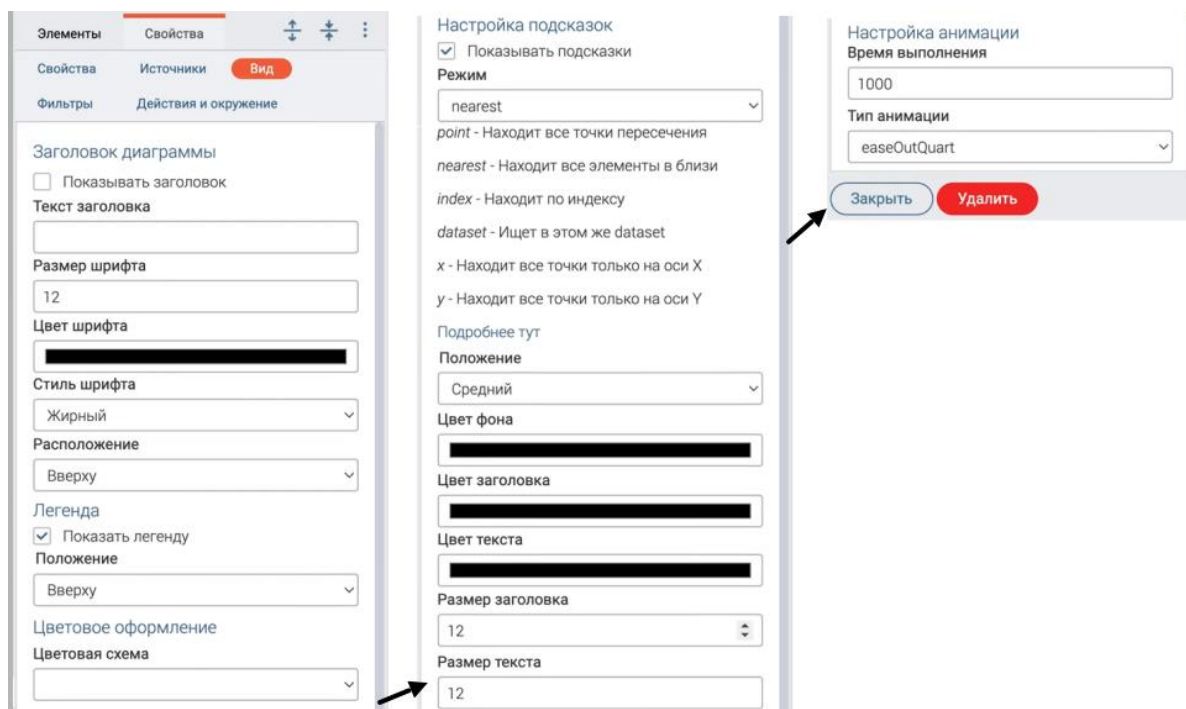 Элементы Свойства
Свойства Источники Вид
Фильтры Действия и окружение
Заголовок диаграммы
Показывать заголовок
Текст заголовка
Размер шрифта
12
Цвет шрифта
Стиль шрифта
Жирный
Расположение
Вверху
Легенда
Показать легенду
Положение
Вверху
Цветовое оформление
Цветовая схема
Настройка подсказок
Показывать подсказки
Режим
nearest
point - Находит все точки пересечения
nearest - Находит все элементы в близи
index - Находит по индексу
dataset - Ищет в этом же dataset
x - Находит все точки только на оси X
y - Находит все точки только на оси Y
Подробнее тут
Положение
Средний
Цвет фона
Цвет заголовка
Цвет текста
Размер заголовка
12
Размер текста
12
Настройка анимации
Время выполнения
1000
Тип анимации
easeOutQuart
Закрыть Удалить